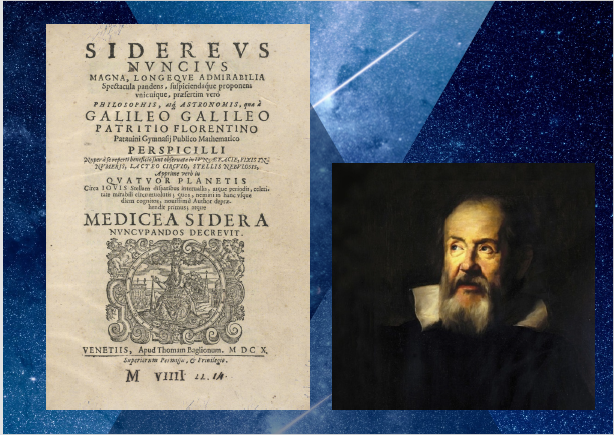 SIDEREVS
NVNCIVS
MAGNA, LONGEQVE ADMIRABILIA
Spectacula pandens, suspiciendaque proponens
vnicuique, præsertim verò
PHILOSOPHIS, atq; ASTRONOMIS, quæ à
GALILEO GALILEO
PATRITIO FLORENTINO
Patauini Gymnasij Publico Mathematico
PERSPICILLI
Nuper à se reperti beneficio sunt obseruata in LVNÆ FACIE, FIXIS IN-
NVMERIS, LACTEO CIRCVLO, STELLIS NEBVLOSIS,
Apprime verò in
QVATVOR PLANETIS
Circa IOVIS Stellam disparibus interuallis, atque periodis, celeri-
tate mirabili circumuolutis; quos, nemini in hanc vsque
diem cognitos, nouissimè Author depræ-
hendit primus; atque
MEDICEA SIDERA
NVNCVPANDOS DECREVIT.
VENETIIS, Apud Thomam Baglionum. M DC X.
Superiorum Permissu, & Priuilegio.
M VIIII